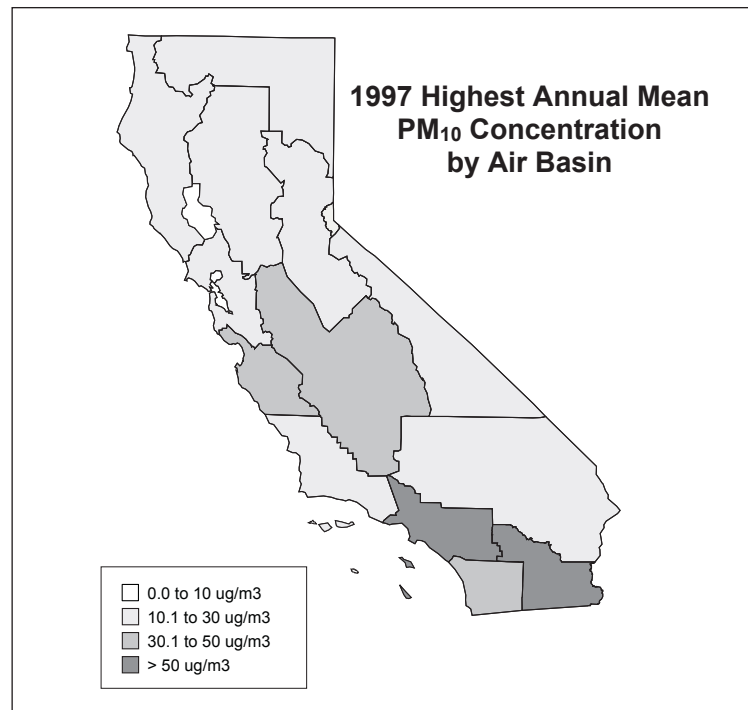 1997 Highest Annual Mean
PM₁₀ Concentration
by Air Basin
0.0 to 10 ug/m3
10.1 to 30 ug/m3
30.1 to 50 ug/m3
> 50 ug/m3